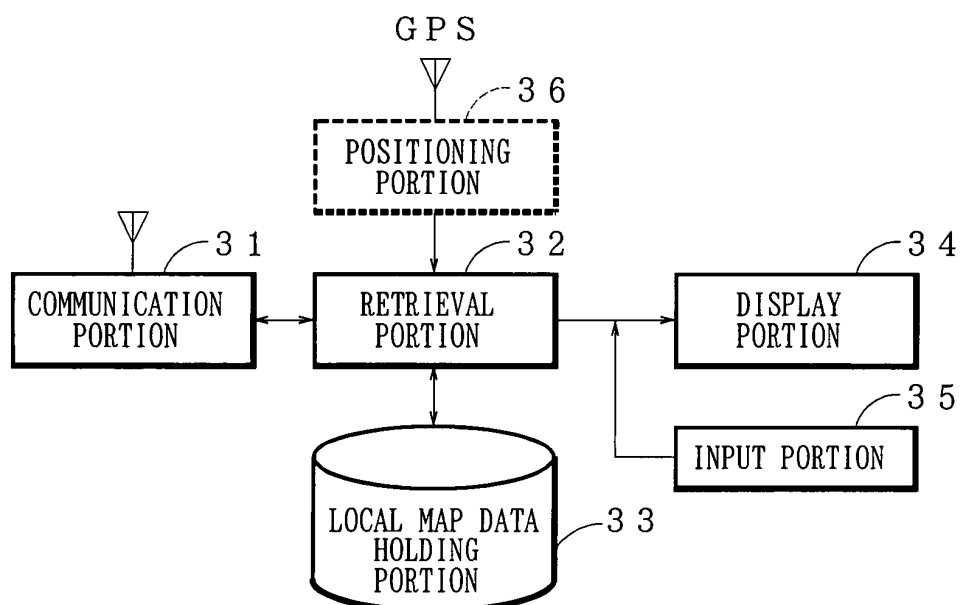 GPS
36
POSITIONING
PORTION
31
COMMUNICATION
PORTION
32
RETRIEVAL
PORTION
34
DISPLAY
PORTION
35
INPUT PORTION
LOCAL MAP DATA
HOLDING
PORTION
33